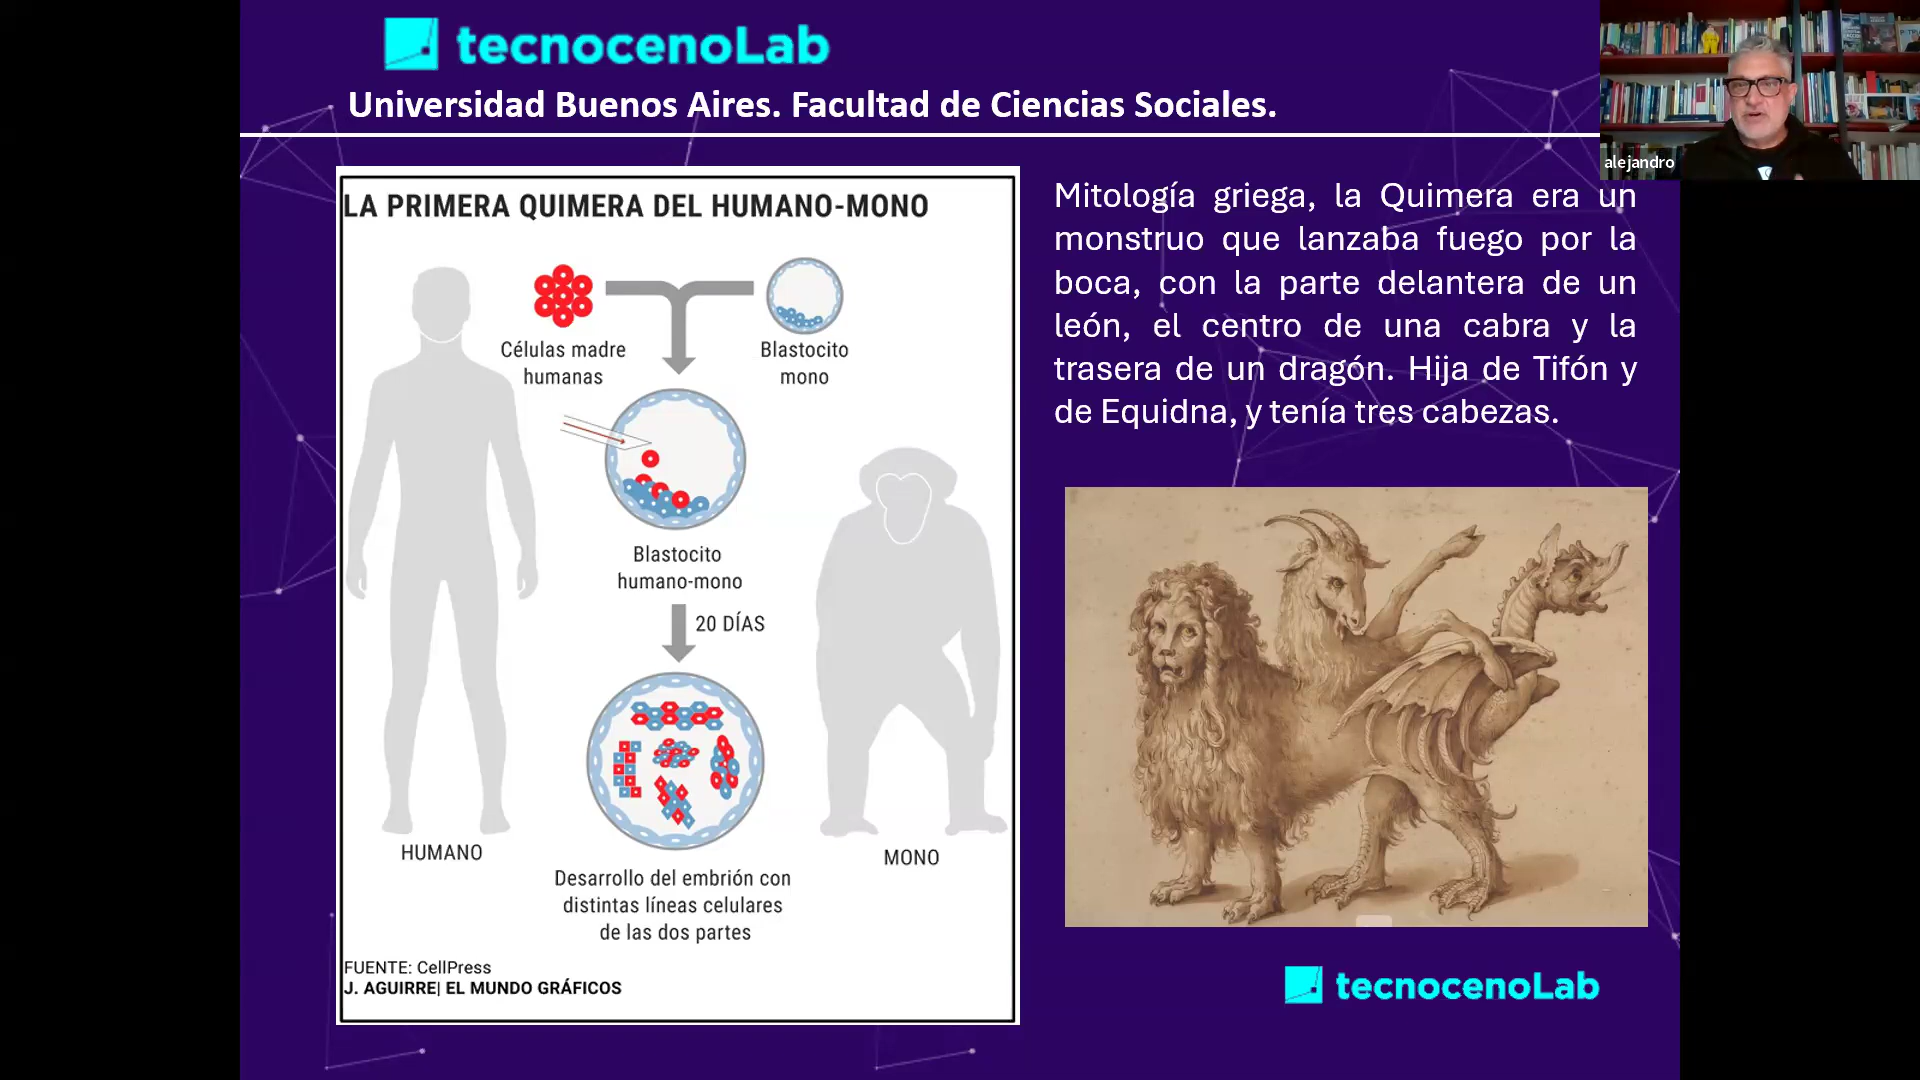 tecnocenoLab
Universidad Buenos Aires. Facultad de Ciencias Sociales.
alejandro
LA PRIMERA QUIMERA DEL HUMANO-MONO
Células madre
humanas
Blastocito
mono
Blastocito
humano-mono
20 DÍAS
HUMANO
MONO
Desarrollo del embrión con
distintas líneas celulares
de las dos partes
FUENTE: CellPress
J. AGUIRRE| EL MUNDO GRÁFICOS
Mitología griega, la Quimera era un
monstruo que lanzaba fuego por la
boca, con la parte delantera de un
león, el centro de una cabra y la
trasera de un dragón. Hija de Tifón y
de Equidna, y tenía tres cabezas.
tecnocenoLab